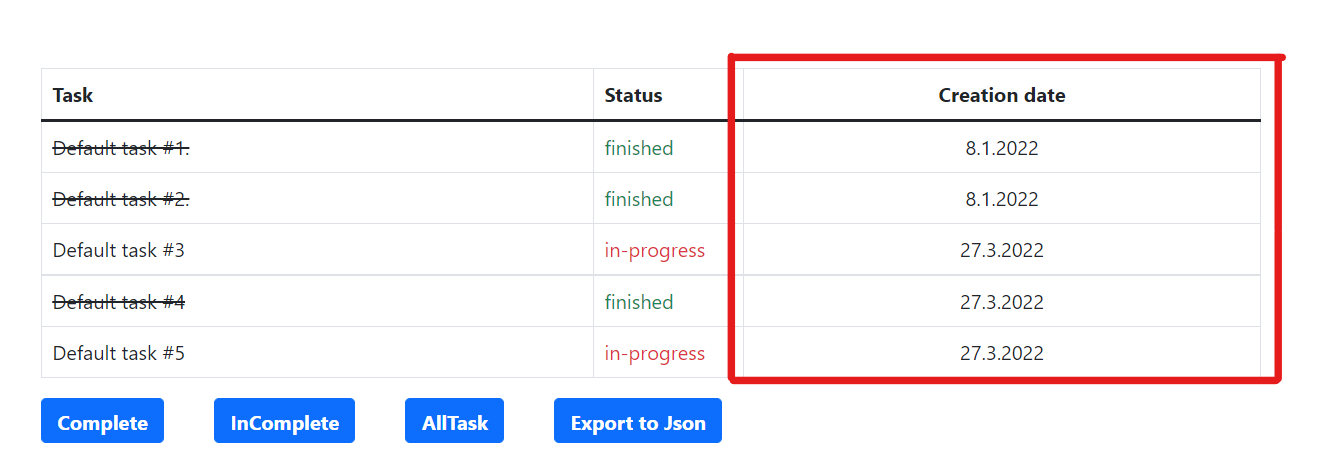 Task Status Creation date
Default task #1. finished 8.1.2022
Default task #2. finished 8.1.2022
Default task #3 in-progress 27.3.2022
Default task #4 finished 27.3.2022
Default task #5 in-progress 27.3.2022
Complete InComplete AllTask Export to Json